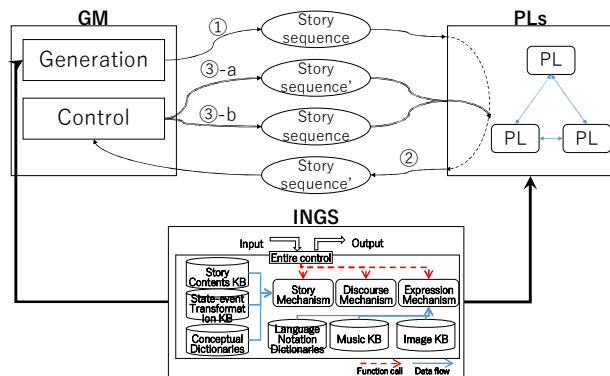 GM
PLs
①
Story
sequence
Generation
③-a
Story
sequence'
Control
③-b
Story
sequence
②
Story
sequence'
PL
PL
PL
INGS
Input
Output
Entire control
Story
Contents KB
State-event
Transformat
ion KB
Conceptual
Dictionaries
Story
Mechanism
Discourse
Mechanism
Expression
Mechanism
Language
Notation
Dictionaries
Music KB
Image KB
Function call
Data flow